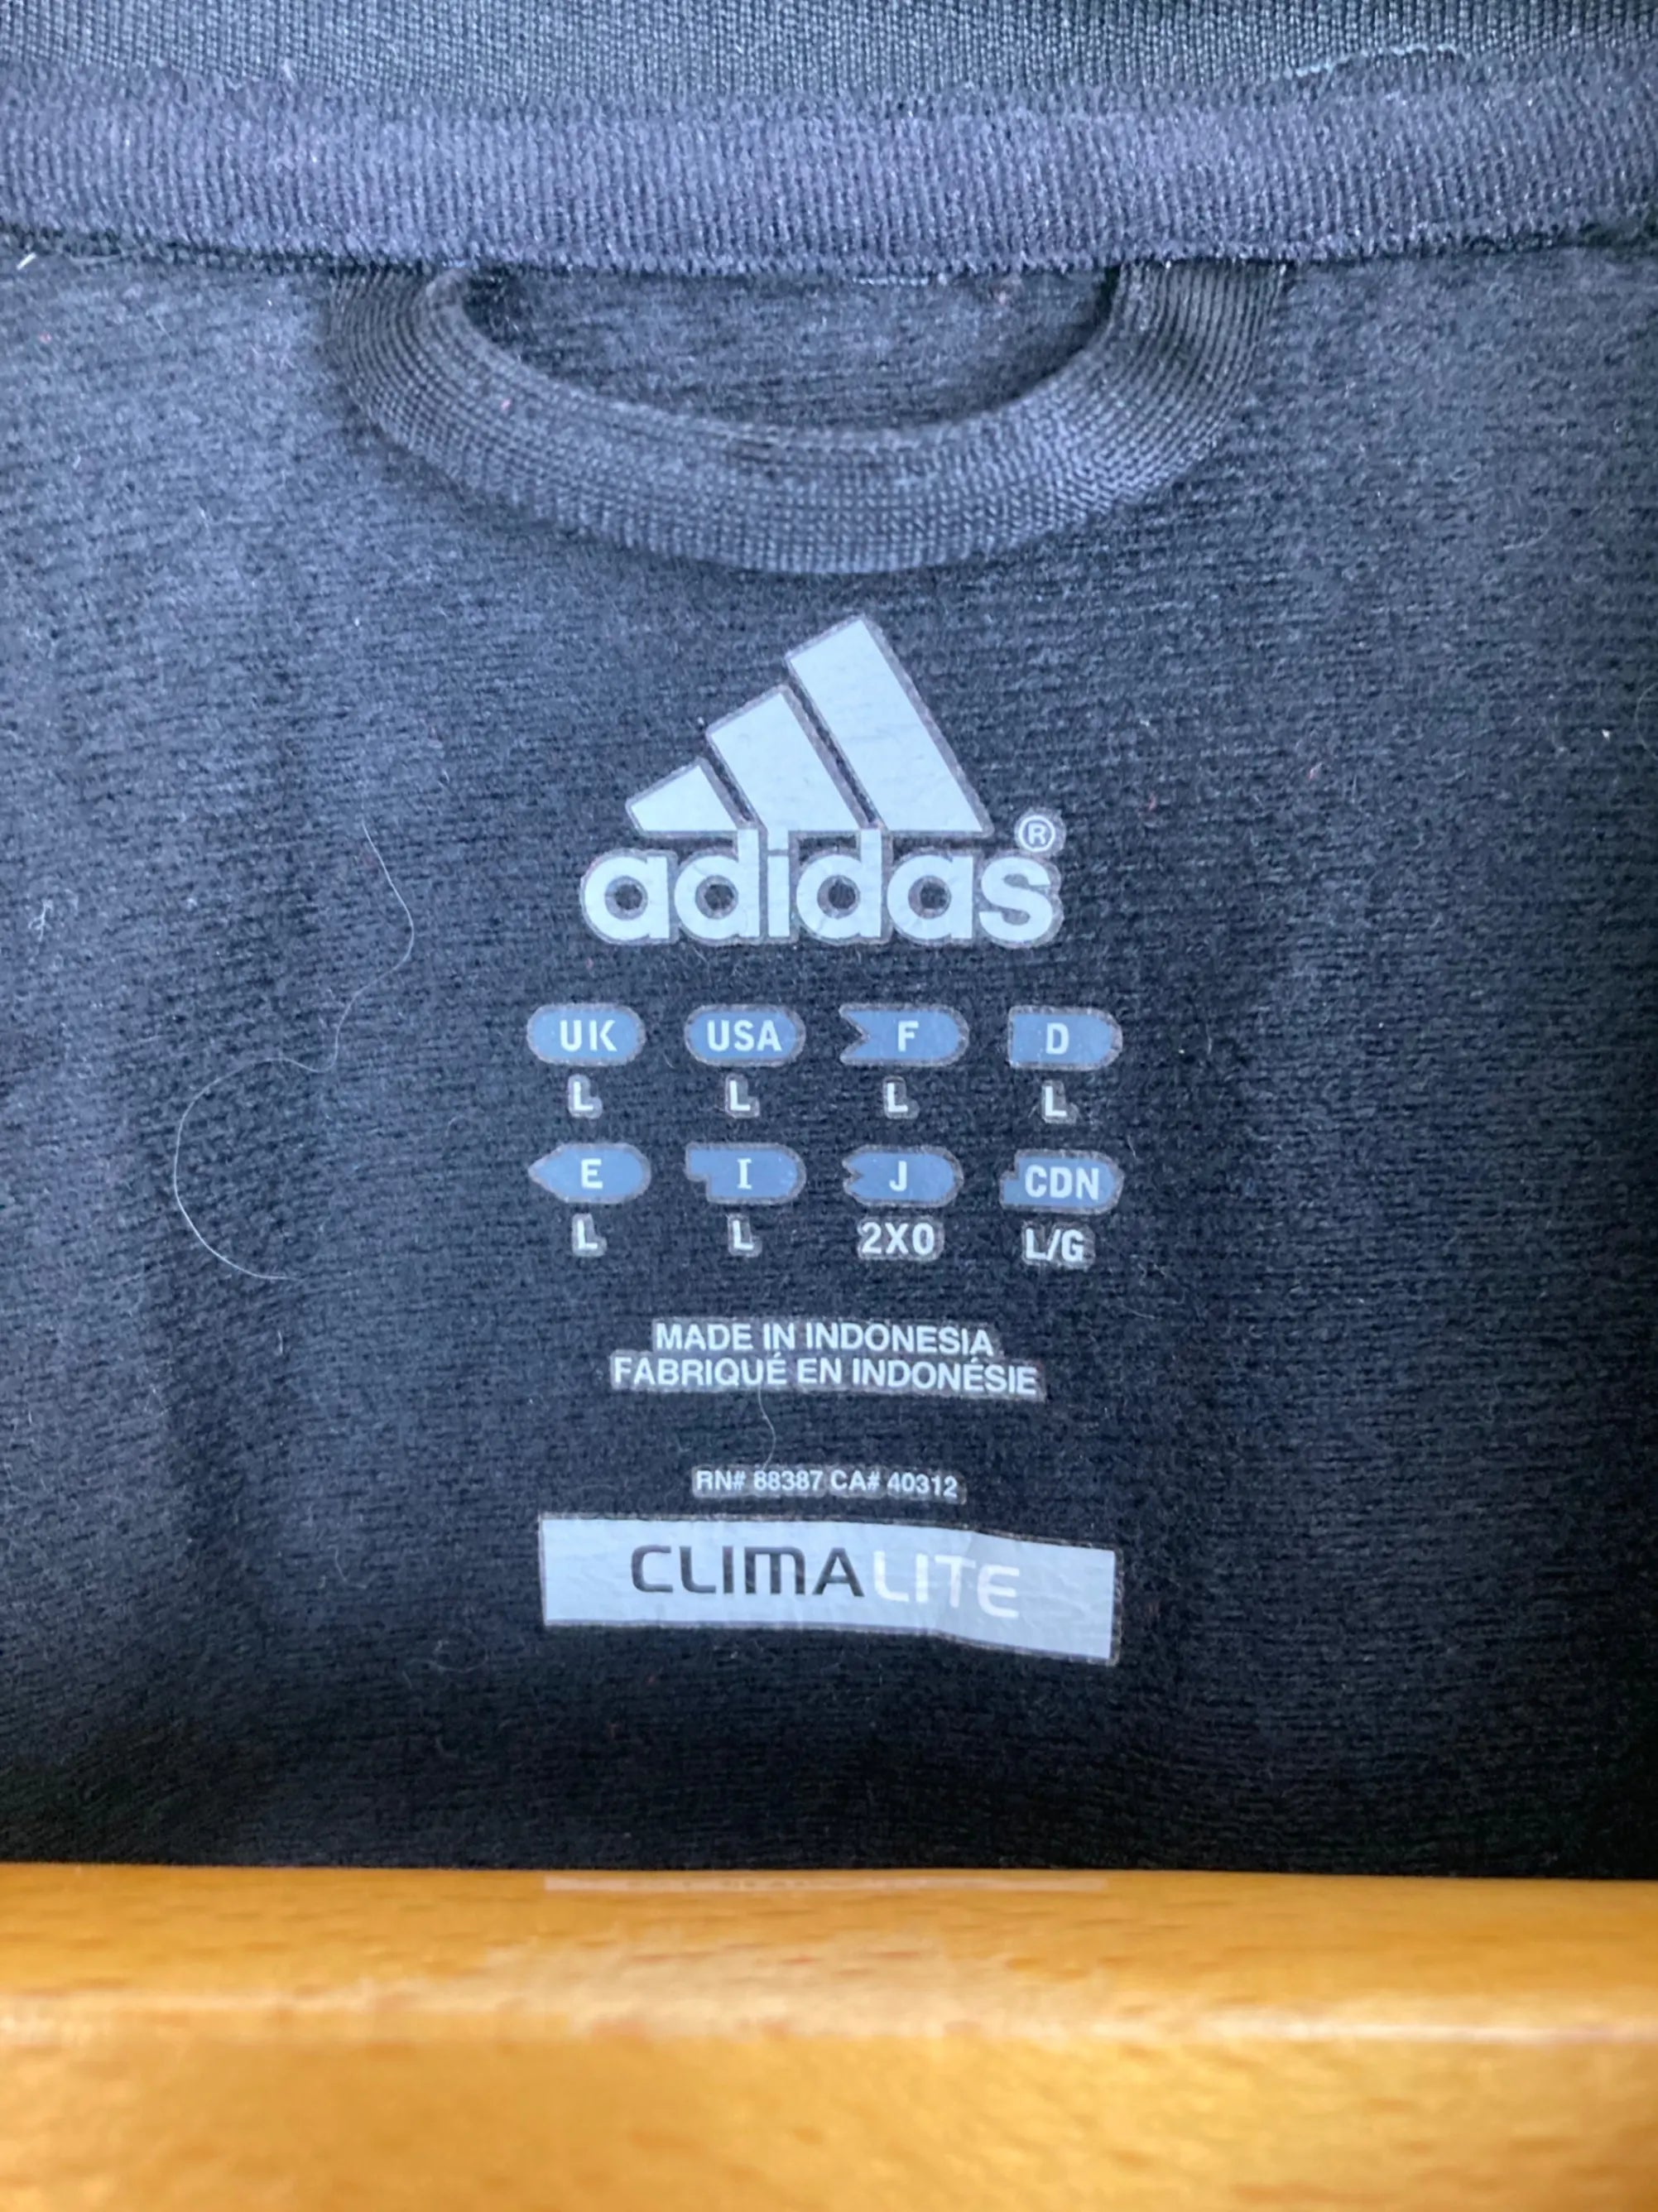 adidas®
UK USA F D
L L L L
E I J CDN
L L 2XO L/G
MADE IN INDONESIA
FABRIQUÉ EN INDONÉSIE
RN# 88387 CA# 40312
CLIMALITE